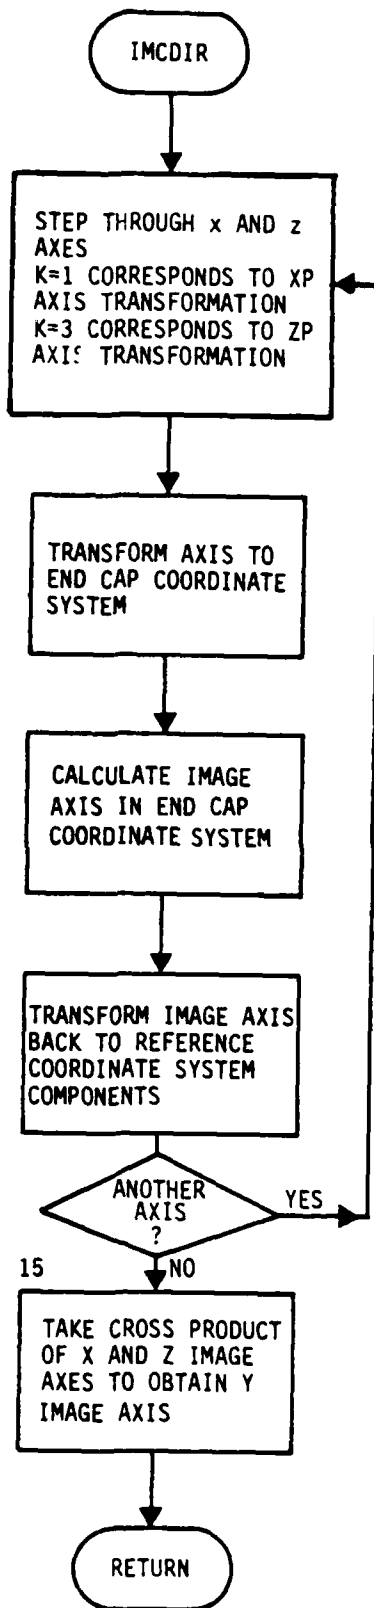 IMCDIR
STEP THROUGH x AND z
AXES
K=1 CORRESPONDS TO XP
AXIS TRANSFORMATION
K=3 CORRESPONDS TO ZP
AXIS TRANSFORMATION
TRANSFORM AXIS TO
END CAP COORDINATE
SYSTEM
CALCULATE IMAGE
AXIS IN END CAP
COORDINATE SYSTEM
TRANSFORM IMAGE AXIS
BACK TO REFERENCE
COORDINATE SYSTEM
COMPONENTS
ANOTHER
AXIS
?
YES
15
NO
TAKE CROSS PRODUCT
OF X AND Z IMAGE
AXES TO OBTAIN Y
IMAGE AXIS
RETURN